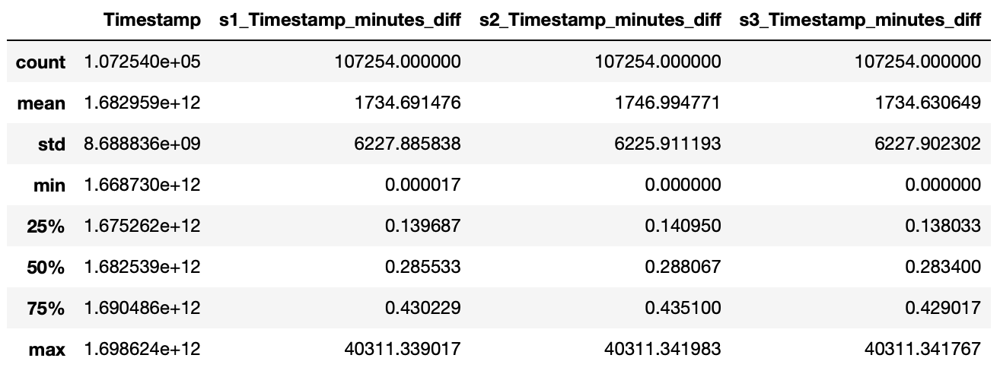 Timestamp s1_Timestamp_minutes_diff s2_Timestamp_minutes_diff s3_Timestamp_minutes_diff
count 1.072540e+05 107254.000000 107254.000000 107254.000000
mean 1.682959e+12 1734.691476 1746.994771 1734.630649
std 8.688836e+09 6227.885838 6225.911193 6227.902302
min 1.668730e+12 0.000017 0.000000 0.000000
25% 1.675262e+12 0.139687 0.140950 0.138033
50% 1.682539e+12 0.285533 0.288067 0.283400
75% 1.690486e+12 0.430229 0.435100 0.429017
max 1.698624e+12 40311.339017 40311.341983 40311.341767